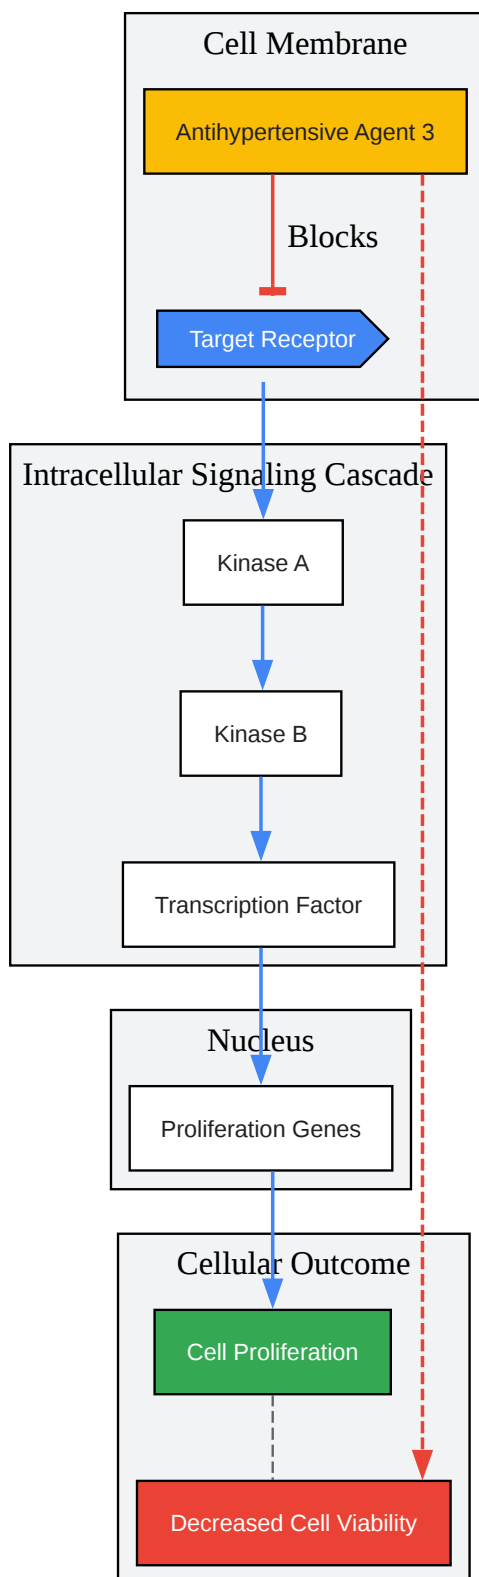 Cell Membrane
Antihypertensive Agent 3
Blocks
Target Receptor
Intracellular Signaling Cascade
Kinase A
Kinase B
Transcription Factor
Nucleus
Proliferation Genes
Cellular Outcome
Cell Proliferation
Decreased Cell Viability